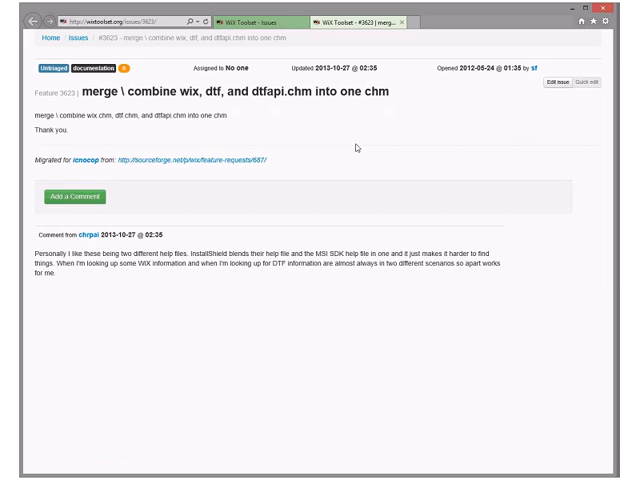 http://wixtoolset.org/issues/3623/
WiX Toolset - Issues
WiX Toolset - #3623 | merg...
Home / Issues / #3623 - merge \ combine wix, dtf, and dtfapi.chm into one chm
Untriaged documentation 0 Assigned to No one Updated 2013-10-27 @ 02:35 Opened 2012-05-24 @ 01:35 by sf
Edit issue Quick edit
Feature 3623 | merge \ combine wix, dtf, and dtfapi.chm into one chm
merge \ combine wix.chm, dtf.chm, and dtfapi.chm into one chm
Thank you.
Migrated for icnocop from: http://sourceforge.net/p/wix/feature-requests/687/
Add a Comment
Comment from chrpai 2013-10-27 @ 02:35
Personally I like these being two different help files. InstallShield blends their help file and the MSI SDK help file in one and it just makes it harder to find
things. When I'm looking up some WiX information and when I'm looking up for DTF information are almost always in two different scenarios so apart works
for me.